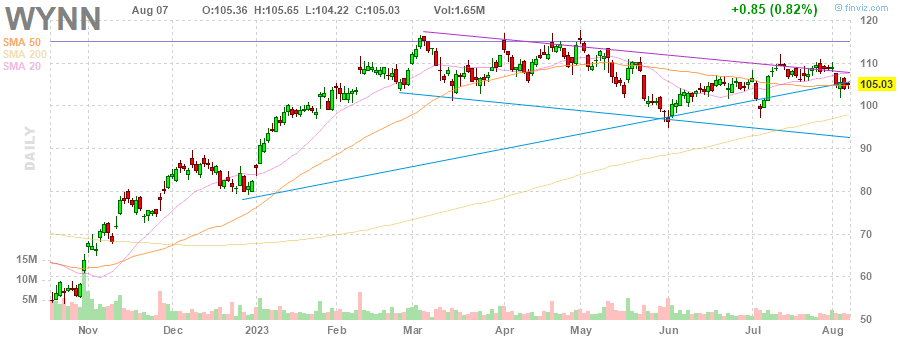 WYNN Aug 07 O:105.36 H:105.65 L:104.22 C:105.03 Vol:1.65M +0.85 (0.82%) © finviz.com
SMA 50
SMA 200
SMA 20
DAILY
120
110
105.03
100
90
80
70
60
50
15M
10M
5M
Nov Dec 2023 Feb Mar Apr May Jun Jul Aug